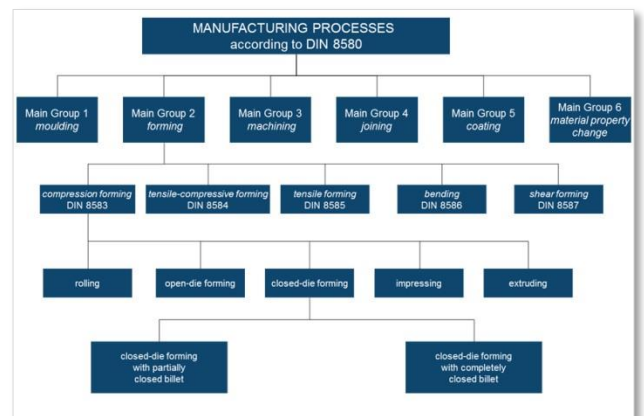 MANUFACTURING PROCESSES
according to DIN 8580
Main Group 1
moulding
Main Group 2
forming
Main Group 3
machining
Main Group 4
joining
Main Group 5
coating
Main Group 6
material property
change
compression forming
DIN 8583
tensile-compressive forming
DIN 8584
tensile forming
DIN 8585
bending
DIN 8586
shear forming
DIN 8587
rolling
open-die forming
closed-die forming
impressing
extruding
closed-die forming
with partially
closed billet
closed-die forming
with completely
closed billet